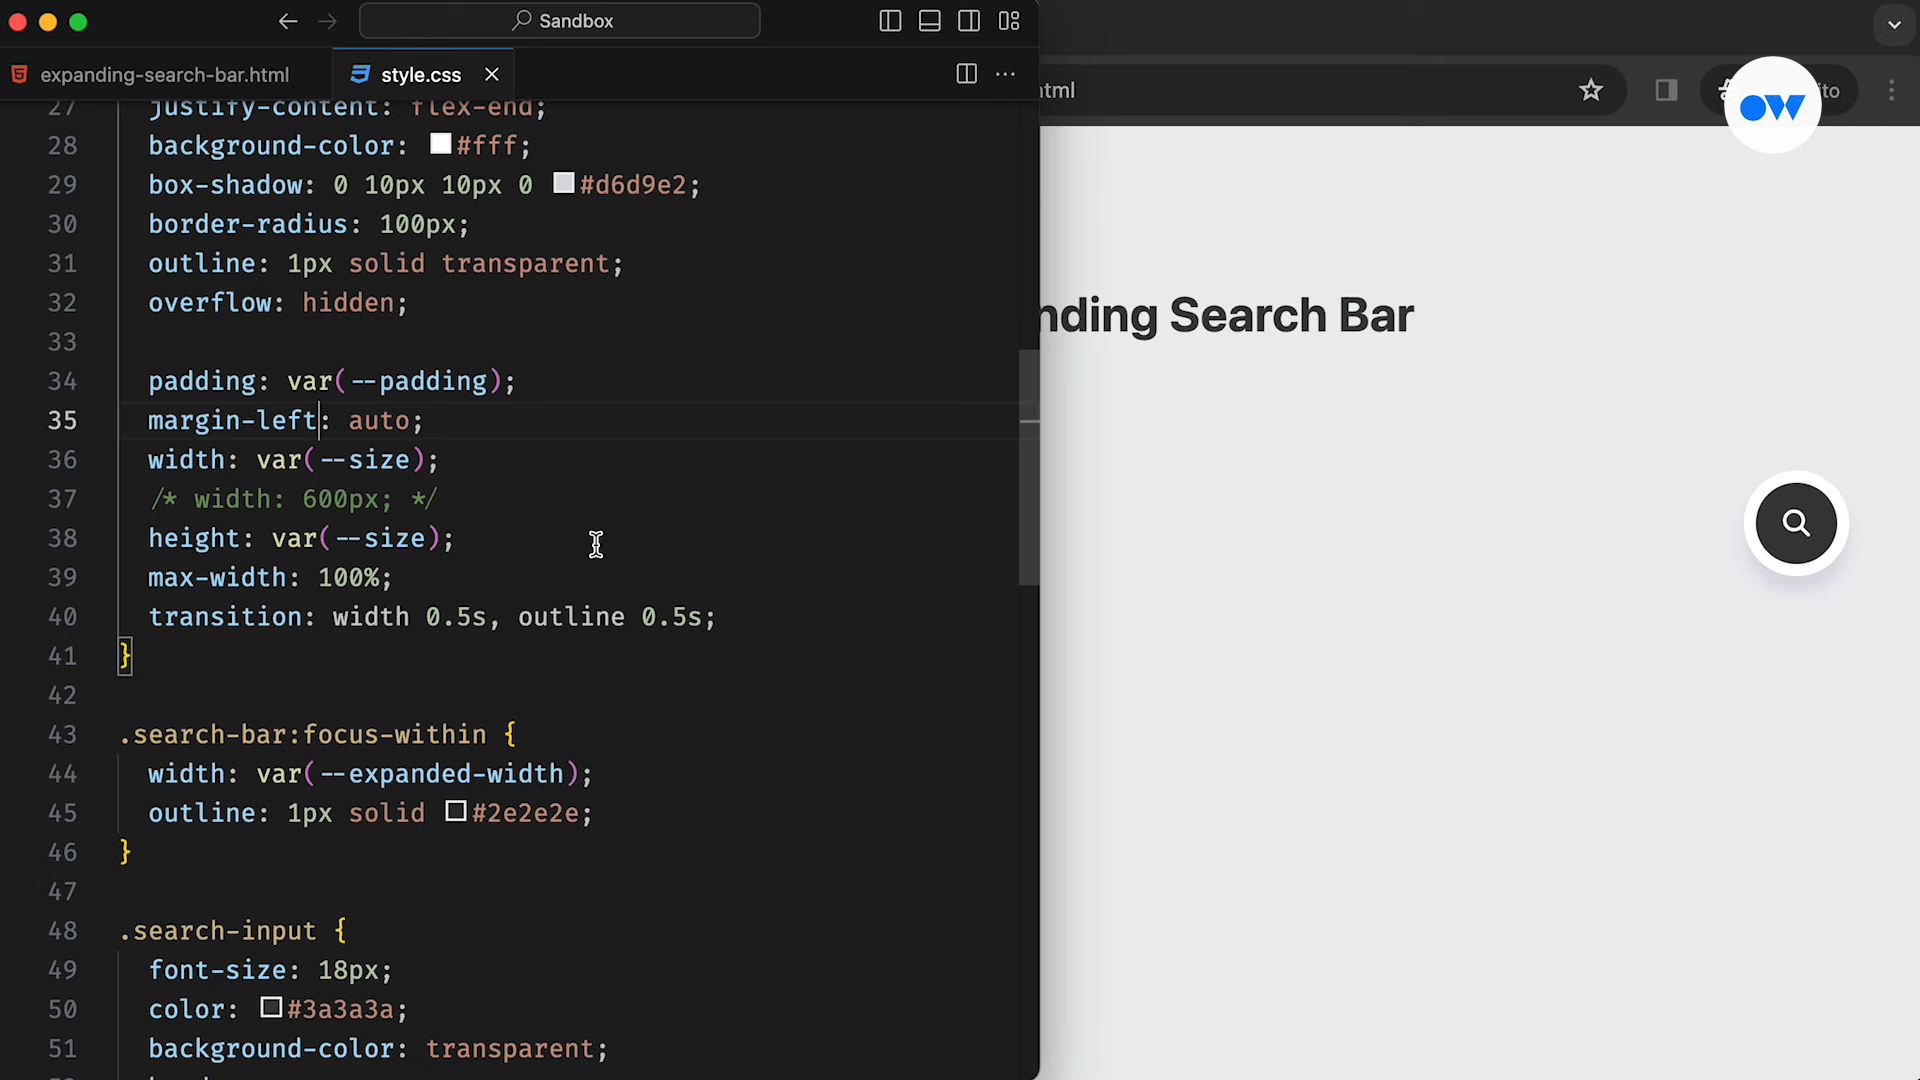 Sandbox
expanding-search-bar.html
style.css
27 justify-content: flex-end;
28 background-color: #fff;
29 box-shadow: 0 10px 10px 0 #d6d9e2;
30 border-radius: 100px;
31 outline: 1px solid transparent;
32 overflow: hidden;
33
34 padding: var(--padding);
35 margin-left: auto;
36 width: var(--size);
37 /* width: 600px; */
38 height: var(--size);
39 max-width: 100%;
40 transition: width 0.5s, outline 0.5s;
41 }
42
43 .search-bar:focus-within {
44 width: var(--expanded-width);
45 outline: 1px solid #2e2e2e;
46 }
47
48 .search-input {
49 font-size: 18px;
50 color: #3a3a3a;
51 background-color: transparent;
html
ito
ow
nding Search Bar